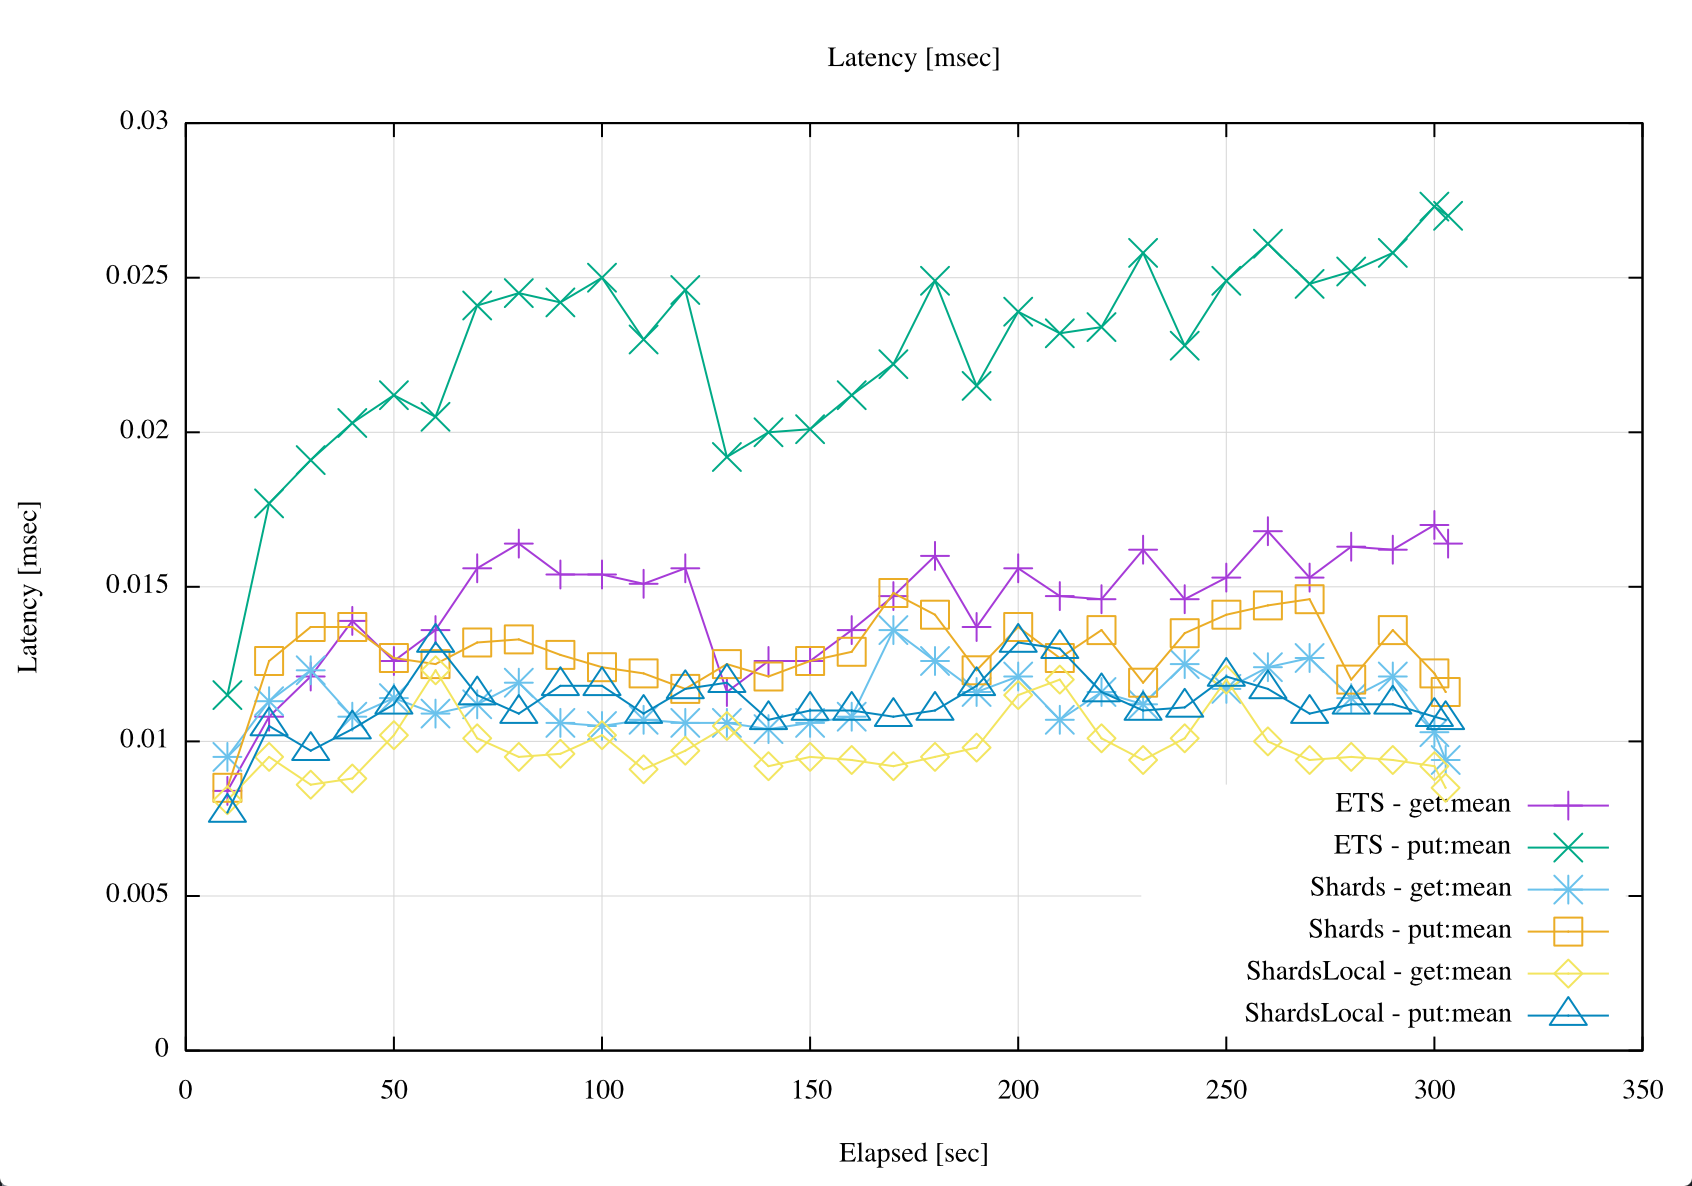 Latency [msec]
0.03
0.025
0.02
0.015
0.01
0.005
0
Latency [msec]
ETS - get:mean
ETS - put:mean
Shards - get:mean
Shards - put:mean
ShardsLocal - get:mean
ShardsLocal - put:mean
0 50 100 150 200 250 300 350
Elapsed [sec]